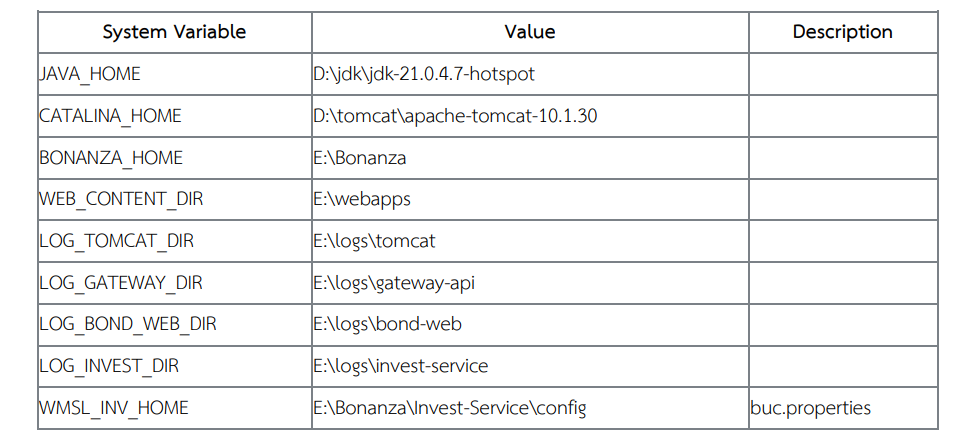 System Variable Value Description
JAVA_HOME D:\jdk\jdk-21.0.4.7-hotspot
CATALINA_HOME D:\tomcat\apache-tomcat-10.1.30
BONANZA_HOME E:\Bonanza
WEB_CONTENT_DIR E:\webapps
LOG_TOMCAT_DIR E:\logs\tomcat
LOG_GATEWAY_DIR E:\logs\gateway-api
LOG_BOND_WEB_DIR E:\logs\bond-web
LOG_INVEST_DIR E:\logs\invest-service
WMSL_INV_HOME E:\Bonanza\Invest-Service\config buc.properties